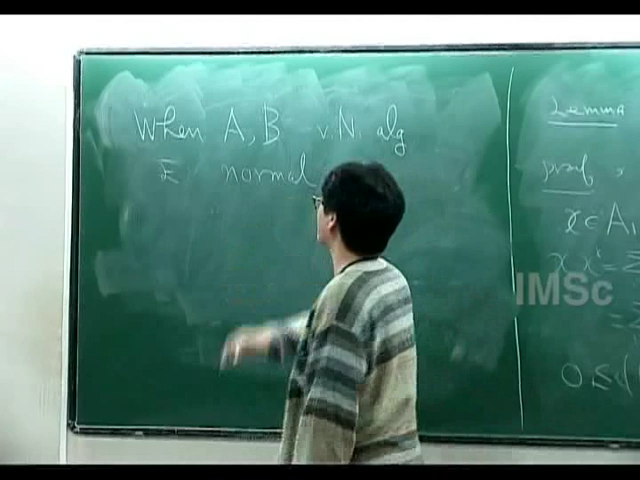 When A, B v.N. alg
E normal
Lemma
proof
x ∈ A,
x x* =
0 ≤
IMSc